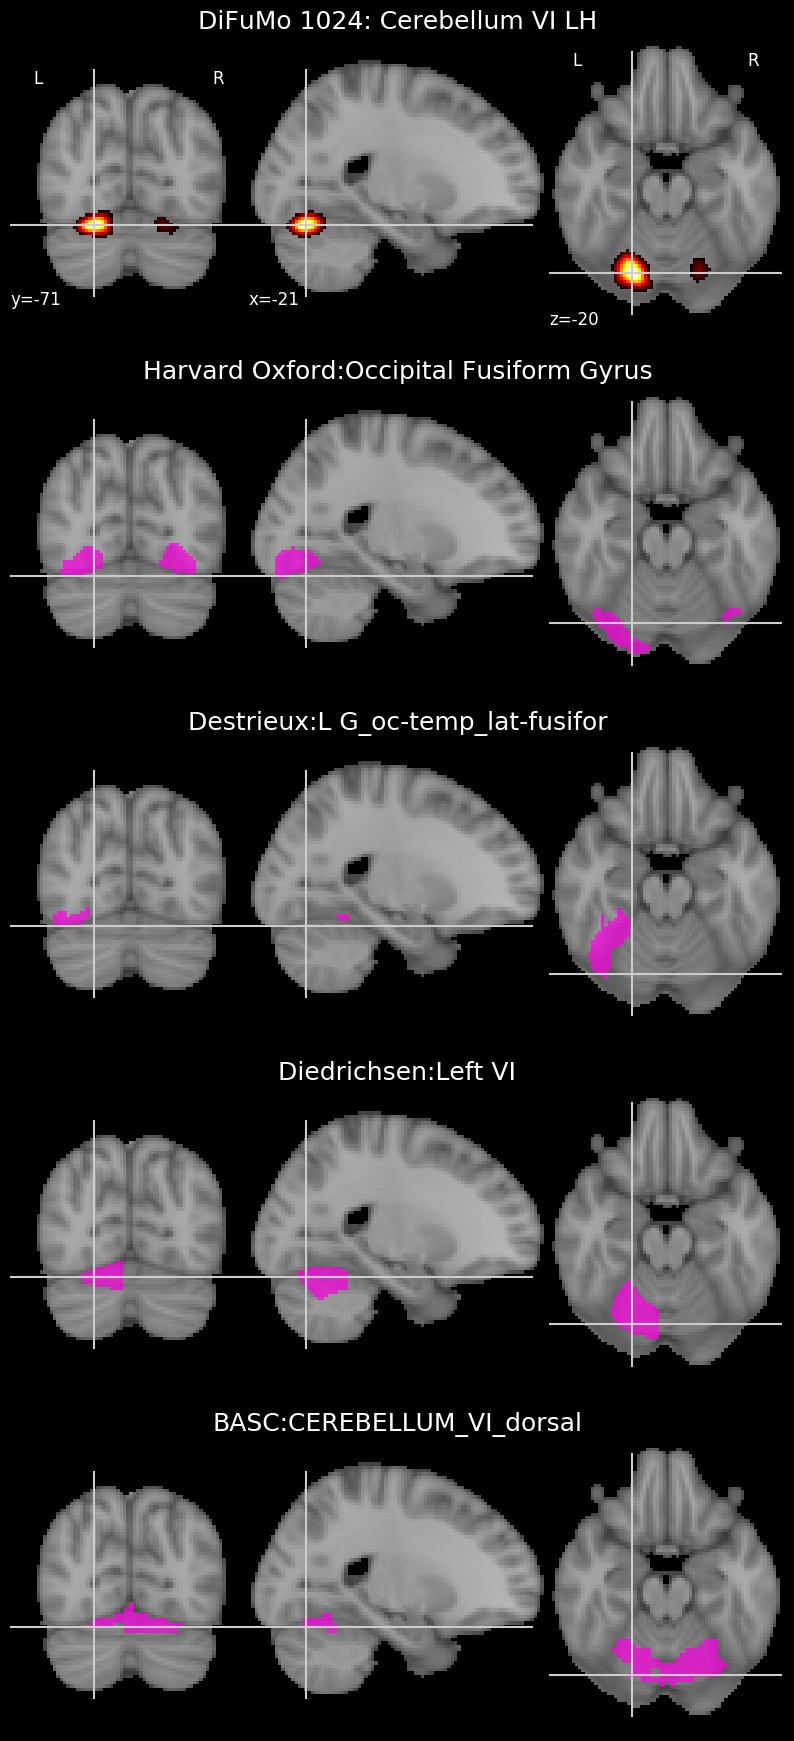 DiFuMo 1024: Cerebellum VI LH
L R L R
y=-71 x=-21 z=-20
Harvard Oxford:Occipital Fusiform Gyrus
Destrieux:L G_oc-temp_lat-fusifor
Diedrichsen:Left VI
BASC:CEREBELLUM_VI_dorsal